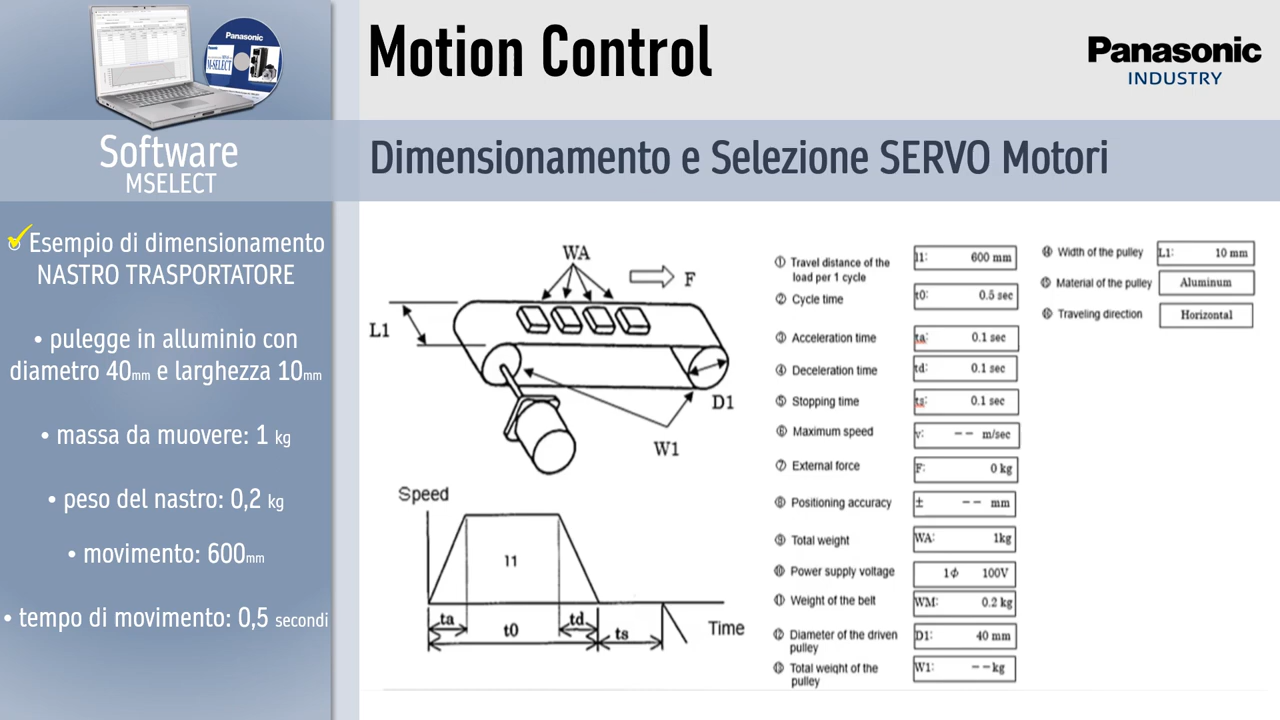 Panasonic
M-SELECT
Software
MSELECT
Esempio di dimensionamento
NASTRO TRASPORTATORE
• pulegge in alluminio con
diametro 40mm e larghezza 10mm
• massa da muovere: 1 kg
• peso del nastro: 0,2 kg
• movimento: 600mm
• tempo di movimento: 0,5 secondi
Motion Control
Panasonic
INDUSTRY
Dimensionamento e Selezione SERVO Motori
WA
F
L1
D1
W1
Speed
l1
ta
t0
td
ts
Time
① Travel distance of the
load per 1 cycle
l1: 600 mm
② Cycle time
t0: 0.5 sec
③ Acceleration time
ta: 0.1 sec
④ Deceleration time
td: 0.1 sec
⑤ Stopping time
ts: 0.1 sec
⑥ Maximum speed
v: -- m/sec
⑦ External force
F: 0 kg
⑧ Positioning accuracy
± -- mm
⑨ Total weight
WA: 1kg
⑩ Power supply voltage
1ϕ 100V
⑪ Weight of the belt
WM: 0.2 kg
⑫ Diameter of the driven
pulley
D1: 40 mm
⑬ Total weight of the
pulley
W1: --kg
⑭ Width of the pulley
L1: 10 mm
⑮ Material of the pulley
Aluminum
⑯ Traveling direction
Horizontal